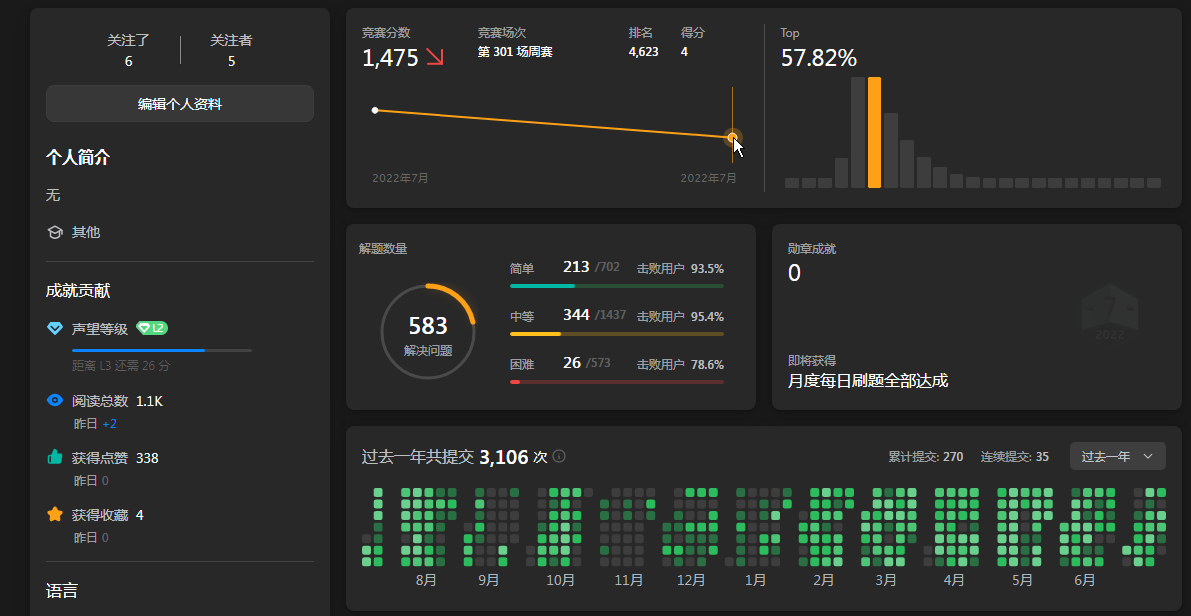 关注了
6
关注者
5
编辑个人资料
个人简介
无
其他
成就贡献
声望等级 L2
距离 L3 还需 26 分
阅读总数 1.1K
昨日 +2
获得点赞 338
昨日 0
获得收藏 4
昨日 0
语言
竞赛分数
1,475
竞赛场次
第 301 场周赛
排名
4,623
得分
4
2022年7月
2022年7月
Top
57.82%
解题数量
583
解决问题
简单 213 /702 击败用户 93.5%
中等 344 /1437 击败用户 95.4%
困难 26 /573 击败用户 78.6%
勋章成就
0
7
2022
即将获得
月度每日刷题全部达成
过去一年共提交 3,106 次
累计提交: 270 连续提交: 35 过去一年
8月 9月 10月 11月 12月 1月 2月 3月 4月 5月 6月